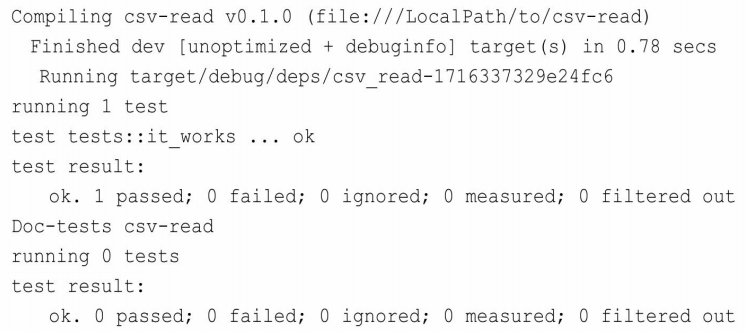 Compiling csv-read v0.1.0 (file:///LocalPath/to/csv-read)
Finished dev [unoptimized + debuginfo] target(s) in 0.78 secs
Running target/debug/deps/csv_read-1716337329e24fc6
running 1 test
test tests::it_works ... ok
test result:
ok. 1 passed; 0 failed; 0 ignored; 0 measured; 0 filtered out
Doc-tests csv-read
running 0 tests
test result:
ok. 0 passed; 0 failed; 0 ignored; 0 measured; 0 filtered out